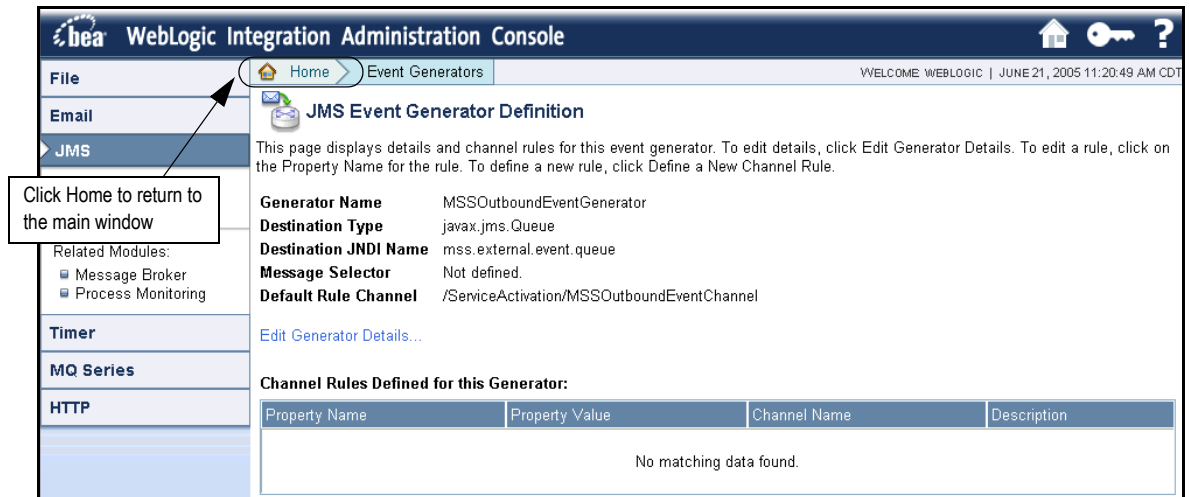 bea WebLogic Integration Administration Console ?
File
Email
JMS
Click Home to return to
the main window
Related Modules:
Message Broker
Process Monitoring
Timer
MQ Series
HTTP
Home Event Generators WELCOME WEBLOGIC | JUNE 21, 2005 11:20:49 AM CDT
JMS Event Generator Definition
This page displays details and channel rules for this event generator. To edit details, click Edit Generator Details. To edit a rule, click on
the Property Name for the rule. To define a new rule, click Define a New Channel Rule.
Generator Name MSSOutboundEventGenerator
Destination Type javax.jms.Queue
Destination JNDI Name mss.external.event.queue
Message Selector Not defined.
Default Rule Channel /ServiceActivation/MSSOutboundEventChannel
Edit Generator Details...
Channel Rules Defined for this Generator:
Property Name Property Value Channel Name Description
No matching data found.